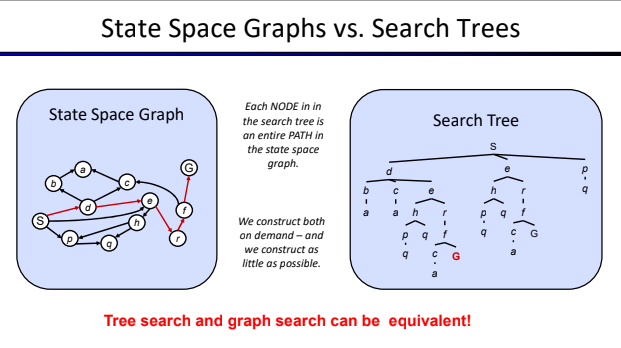 State Space Graphs vs. Search Trees
State Space Graph
a
G
b
c
d
e
S
f
h
p
q
r
Each NODE in in
the search tree is
an entire PATH in
the state space
graph.
We construct both
on demand – and
we construct as
little as possible.
Search Tree
S
d e p
b c e h r q
a a h r p q f
p q f q c G
q c G a
a
Tree search and graph search can be equivalent!